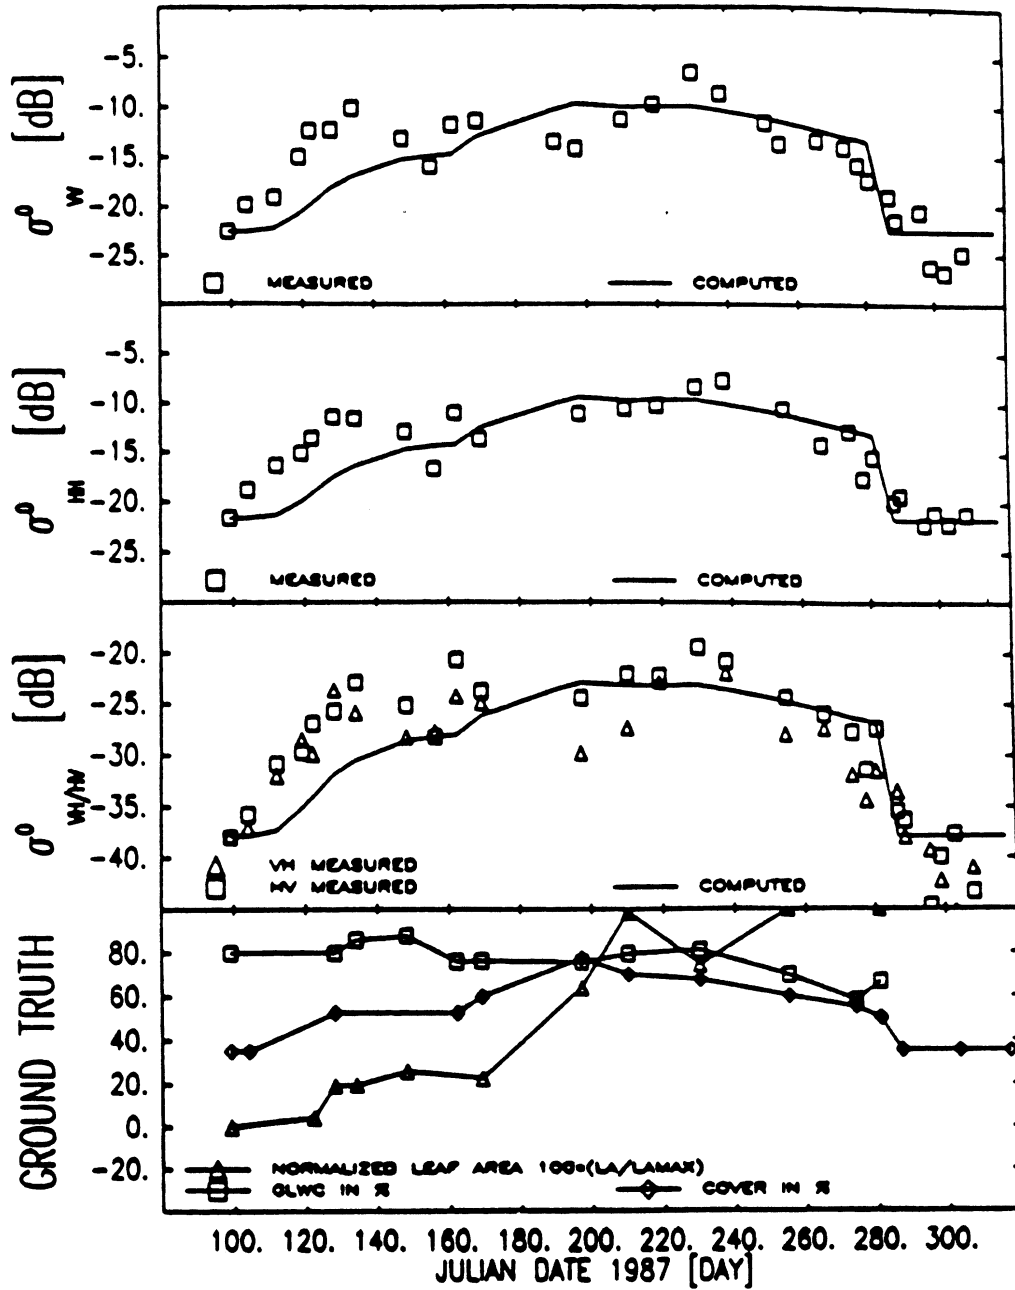 -5.
-10.
-15.
-20.
-25.
σ⁰ VV [dB]
MEASURED
COMPUTED
-5.
-10.
-15.
-20.
-25.
σ⁰ HH [dB]
MEASURED
COMPUTED
-20.
-25.
-30.
-35.
-40.
σ⁰ VH/HV [dB]
VH MEASURED
HV MEASURED
COMPUTED
80.
60.
40.
20.
0.
-20.
GROUND TRUTH
NORMALIZED LEAF AREA 100*(LA/LAMAX)
GLWC IN %
COVER IN %
100. 120. 140. 160. 180. 200. 220. 240. 260. 280. 300.
JULIAN DATE 1987 [DAY]